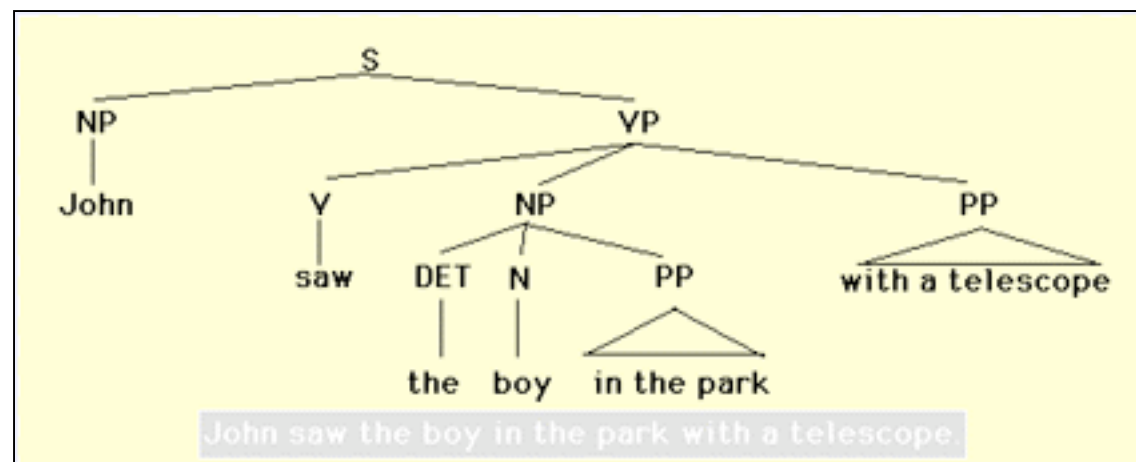 S
NP VP
John V NP PP
saw DET N PP with a telescope
the boy in the park
John saw the boy in the park with a telescope.